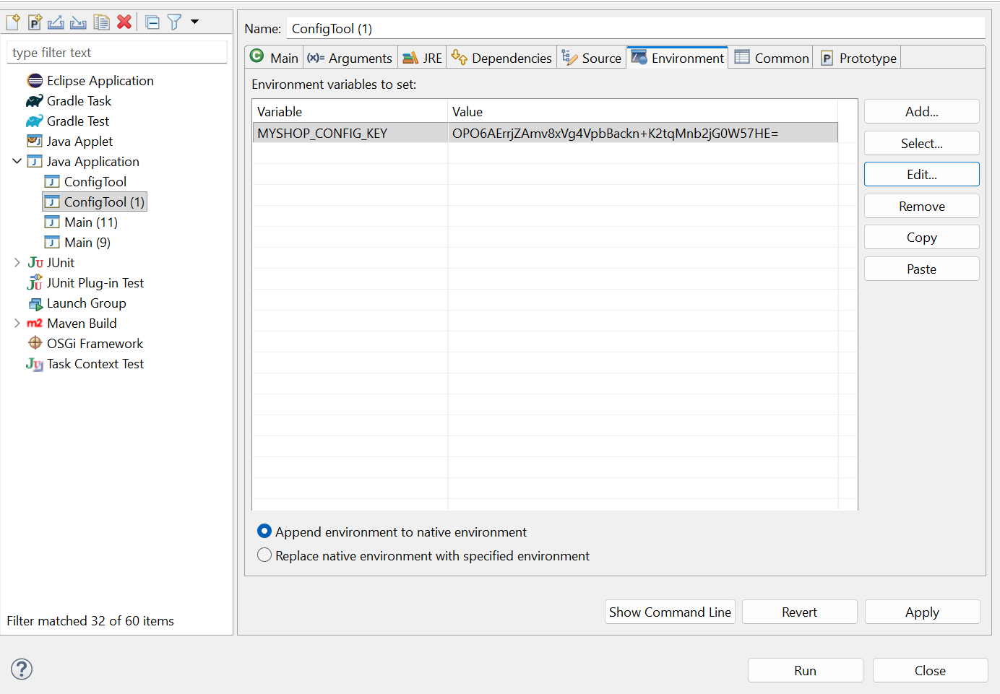 Name: ConfigTool (1)
type filter text
Main (x)= Arguments JRE Dependencies Source Environment Common Prototype
Eclipse Application
Gradle Task
Gradle Test
Java Applet
Java Application
ConfigTool
ConfigTool (1)
Main (11)
Main (9)
JUnit
JUnit Plug-in Test
Launch Group
m2 Maven Build
OSGi Framework
Task Context Test
Filter matched 32 of 60 items
Environment variables to set:
Variable Value
MYSHOP_CONFIG_KEY OPO6AErrjZAmv8xVg4VpbBackn+K2tqMnb2jG0W57HE=
Add...
Select...
Edit...
Remove
Copy
Paste
Append environment to native environment
Replace native environment with specified environment
Show Command Line Revert Apply
Run Close